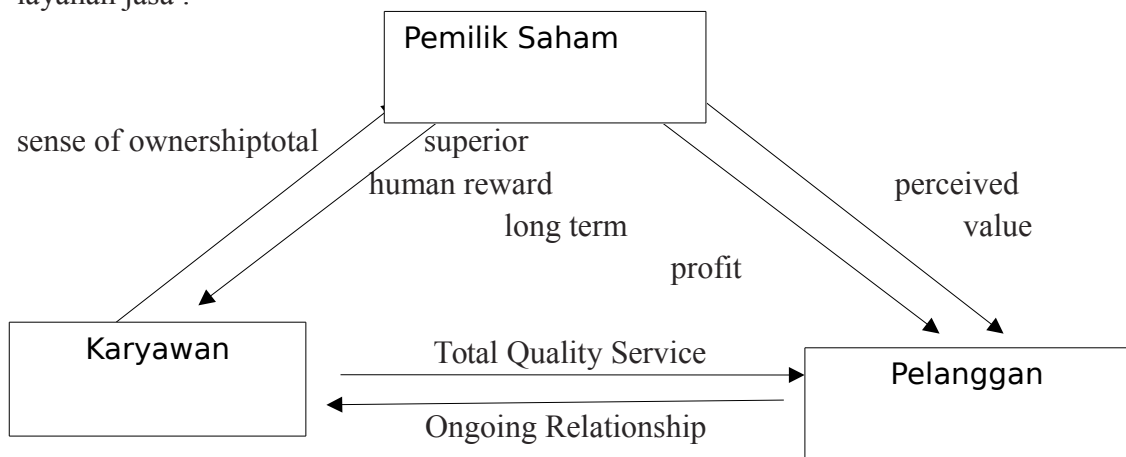 layanan jasa :
Pemilik Saham
sense of ownershiptotal
superior
human reward
perceived
long term
value
profit
Karyawan
Total Quality Service
Pelanggan
Ongoing Relationship